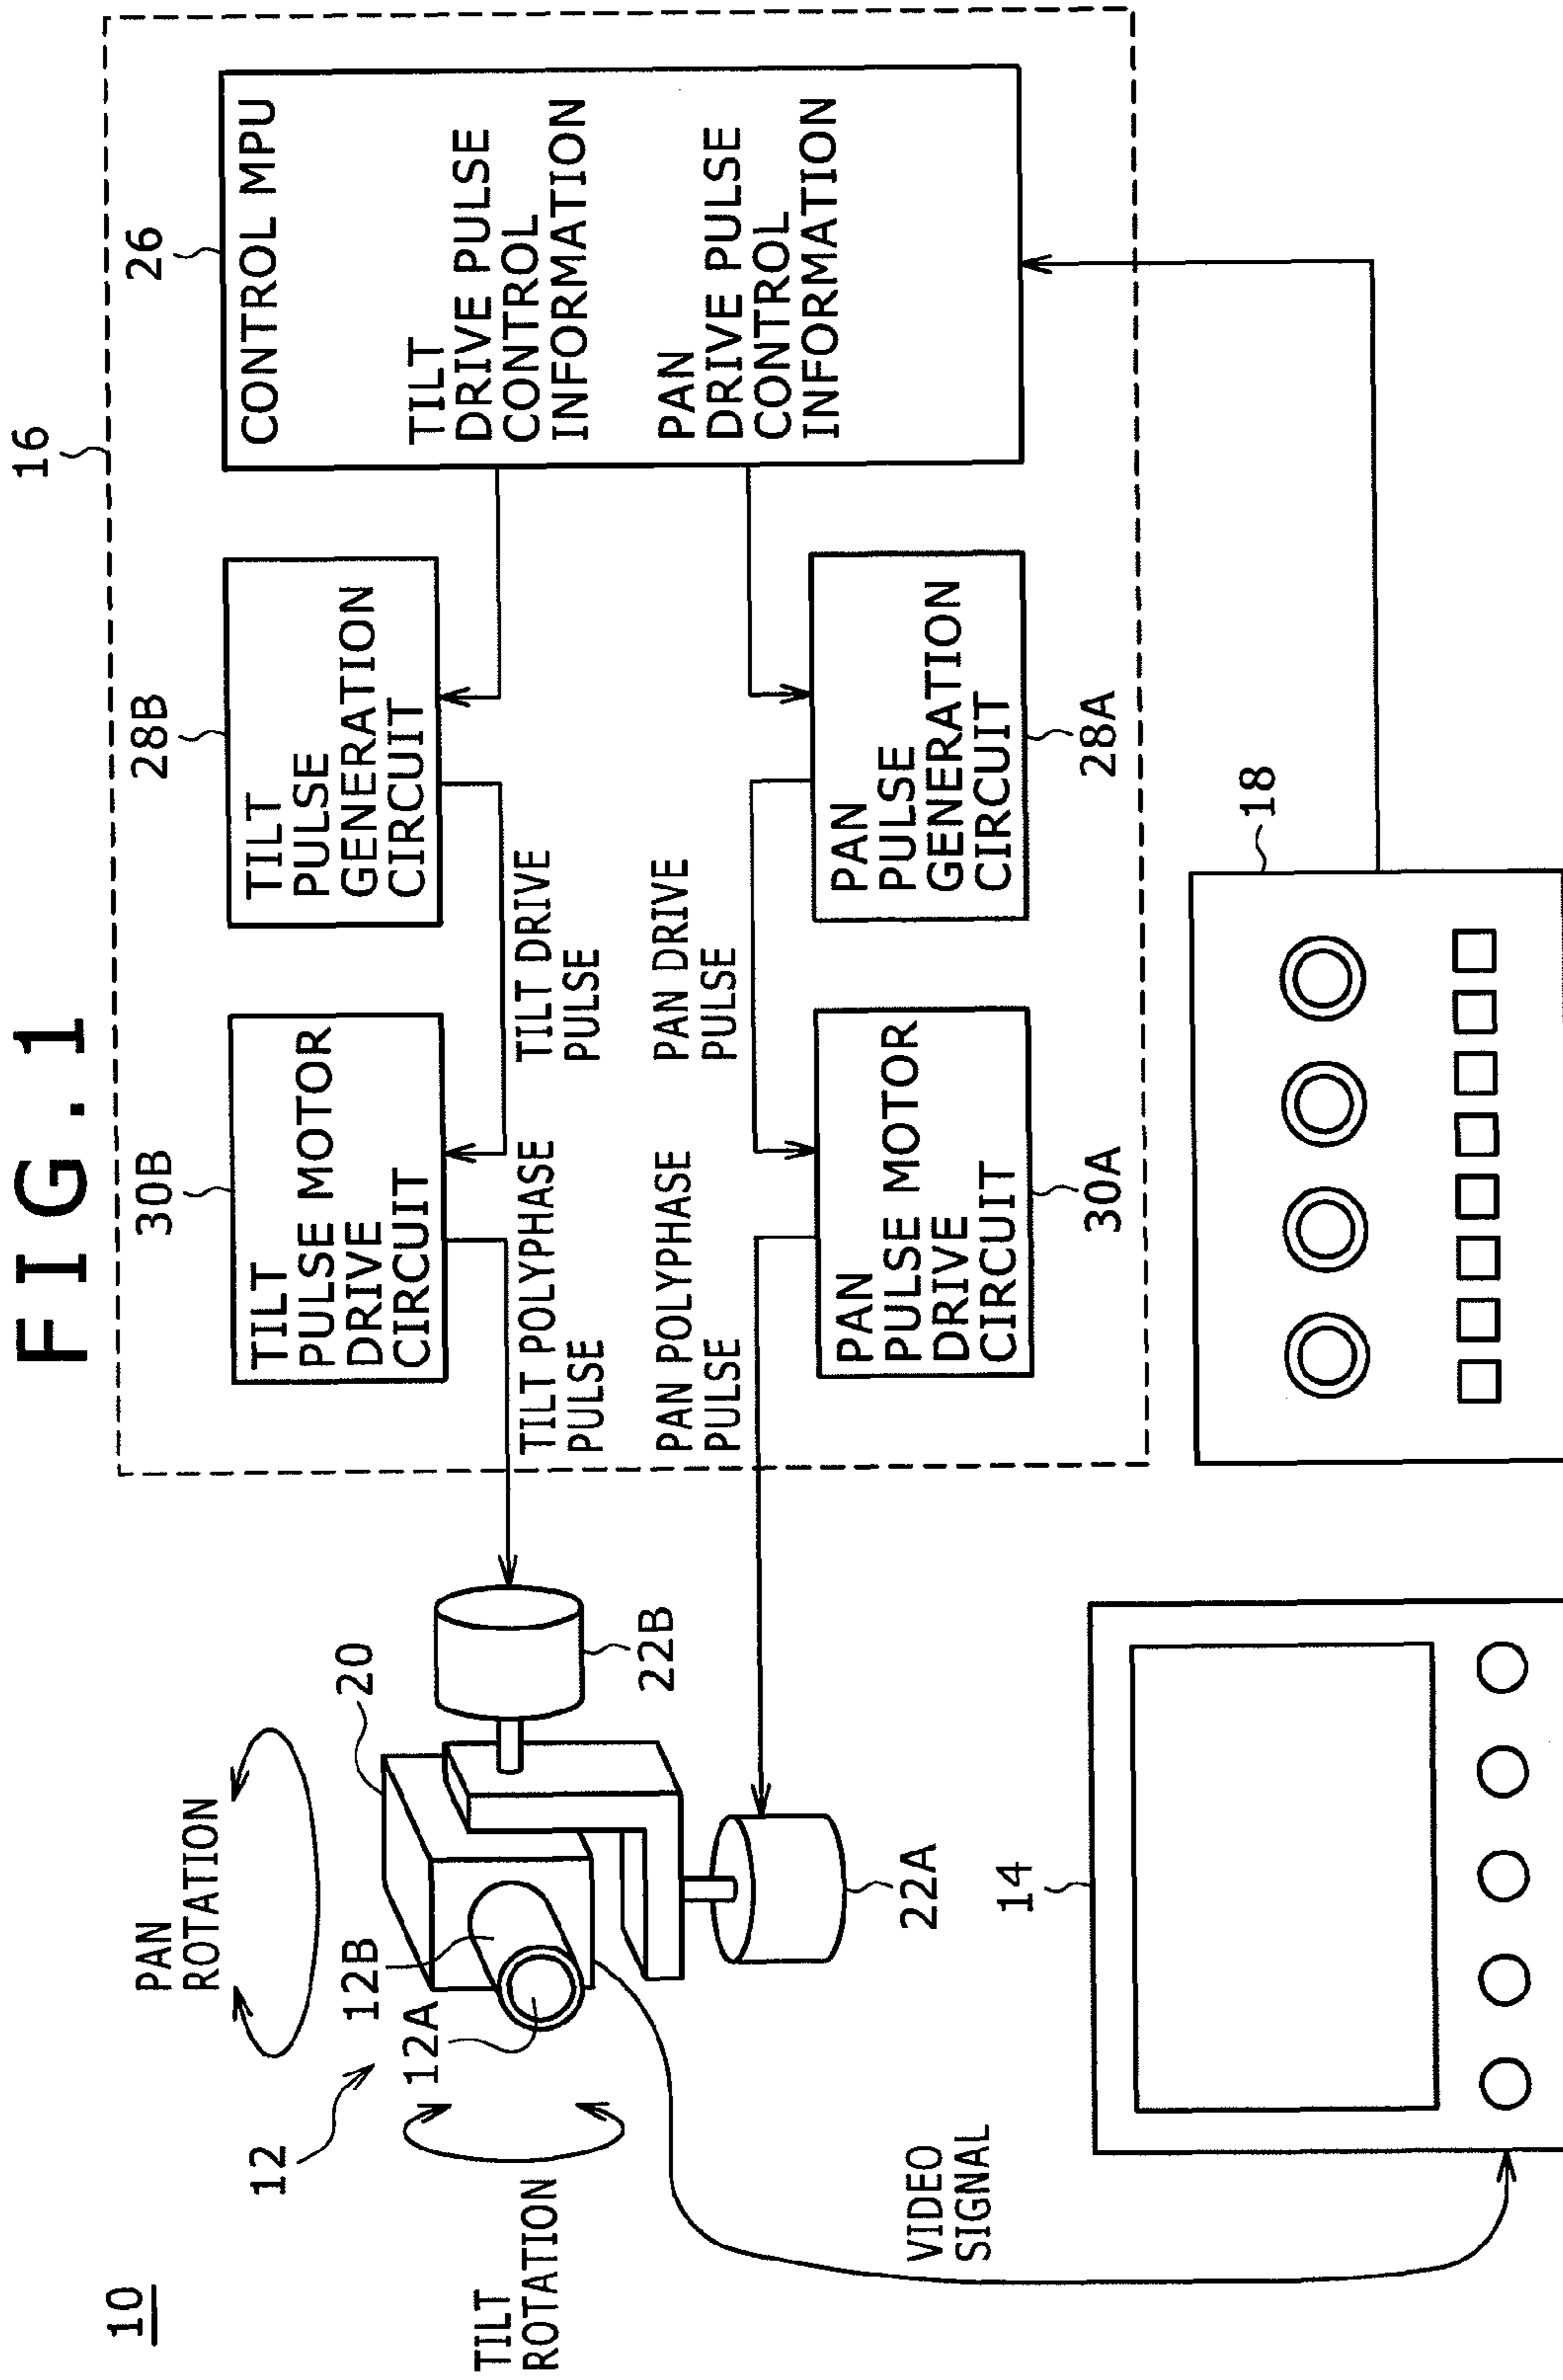 FIG.1
10
12
12A
12B
20
PAN
ROTATION
TILT
ROTATION
22B
22A
VIDEO
SIGNAL
14
16
30B
TILT
PULSE MOTOR
DRIVE
CIRCUIT
28B
TILT
PULSE
GENERATION
CIRCUIT
26
CONTROL MPU
TILT
DRIVE PULSE
CONTROL
INFORMATION
PAN
DRIVE PULSE
CONTROL
INFORMATION
TILT POLYPHASE
PULSE
TILT DRIVE
PULSE
PAN POLYPHASE
PULSE
PAN DRIVE
PULSE
PAN
PULSE MOTOR
DRIVE
CIRCUIT
30A
PAN
PULSE
GENERATION
CIRCUIT
28A
18